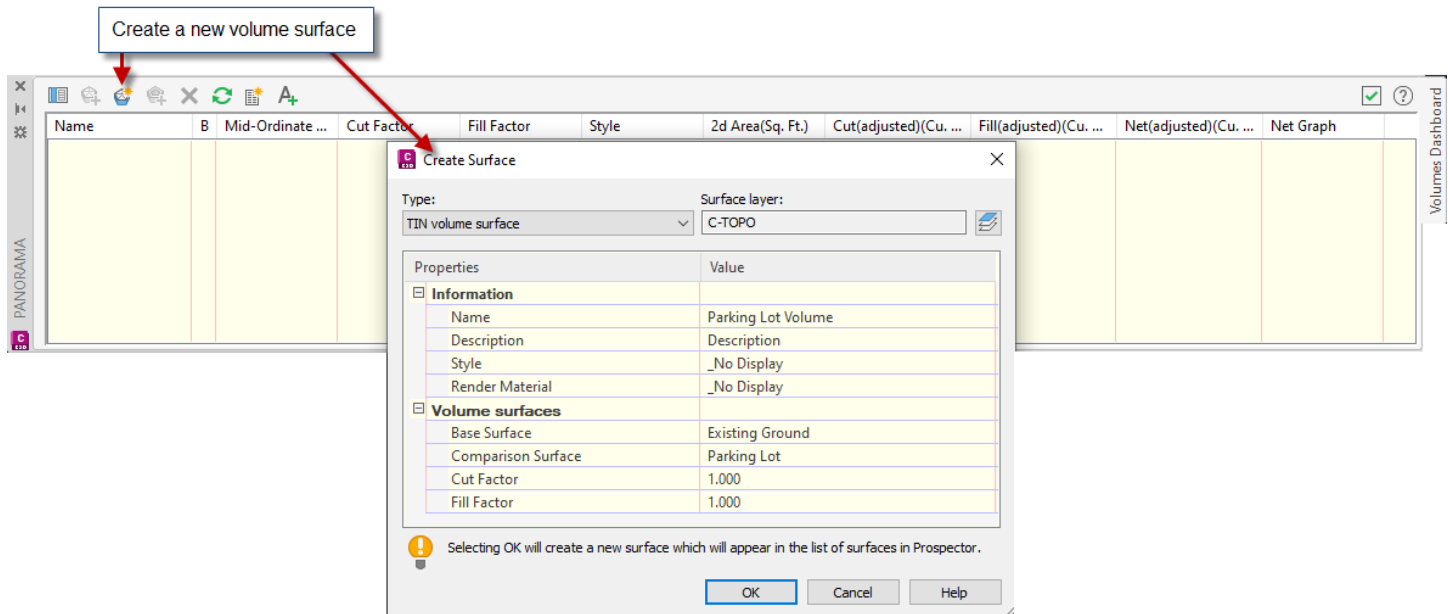 Create a new volume surface
Name B Mid-Ordinate ... Cut Factor Fill Factor Style 2d Area(Sq. Ft.) Cut(adjusted)(Cu. ... Fill(adjusted)(Cu. ... Net(adjusted)(Cu. ... Net Graph
Volumes Dashboard
PANORAMA
Create Surface
Type: Surface layer:
TIN volume surface C-TOPO
Properties Value
Information
Name Parking Lot Volume
Description Description
Style _No Display
Render Material _No Display
Volume surfaces
Base Surface Existing Ground
Comparison Surface Parking Lot
Cut Factor 1.000
Fill Factor 1.000
Selecting OK will create a new surface which will appear in the list of surfaces in Prospector.
OK Cancel Help